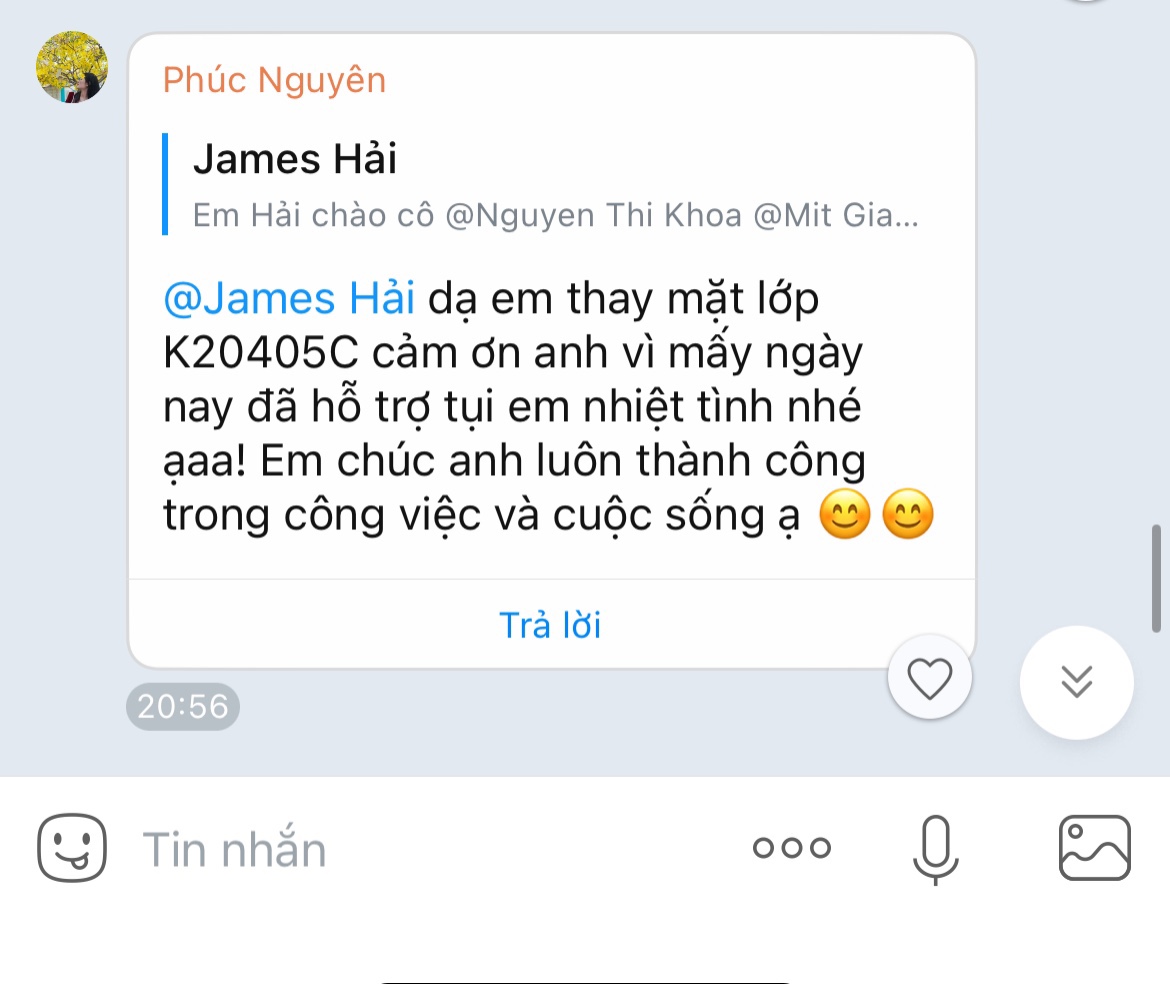 Phúc Nguyên
James Hải
Em Hải chào cô @Nguyen Thi Khoa @Mit Gia...
@James Hải dạ em thay mặt lớp
K20405C cảm ơn anh vì mấy ngày
nay đã hỗ trợ tụi em nhiệt tình nhé
ạaa! Em chúc anh luôn thành công
trong công việc và cuộc sống ạ 😊😊
Trả lời
20:56
Tin nhắn